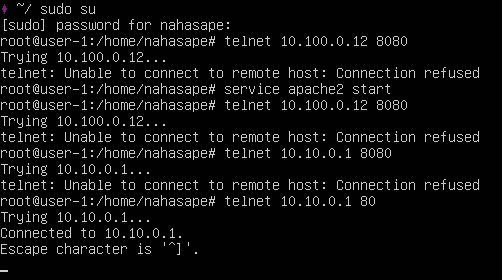 ♦ ~/ sudo su
[sudo] password for nahasape:
root@user-1:/home/nahasape# telnet 10.100.0.12 8080
Trying 10.100.0.12...
telnet: Unable to connect to remote host: Connection refused
root@user-1:/home/nahasape# service apache2 start
root@user-1:/home/nahasape# telnet 10.100.0.12 8080
Trying 10.100.0.12...
telnet: Unable to connect to remote host: Connection refused
root@user-1:/home/nahasape# telnet 10.10.0.1 8080
Trying 10.10.0.1...
telnet: Unable to connect to remote host: Connection refused
root@user-1:/home/nahasape# telnet 10.10.0.1 80
Trying 10.10.0.1...
Connected to 10.10.0.1.
Escape character is '^]'.